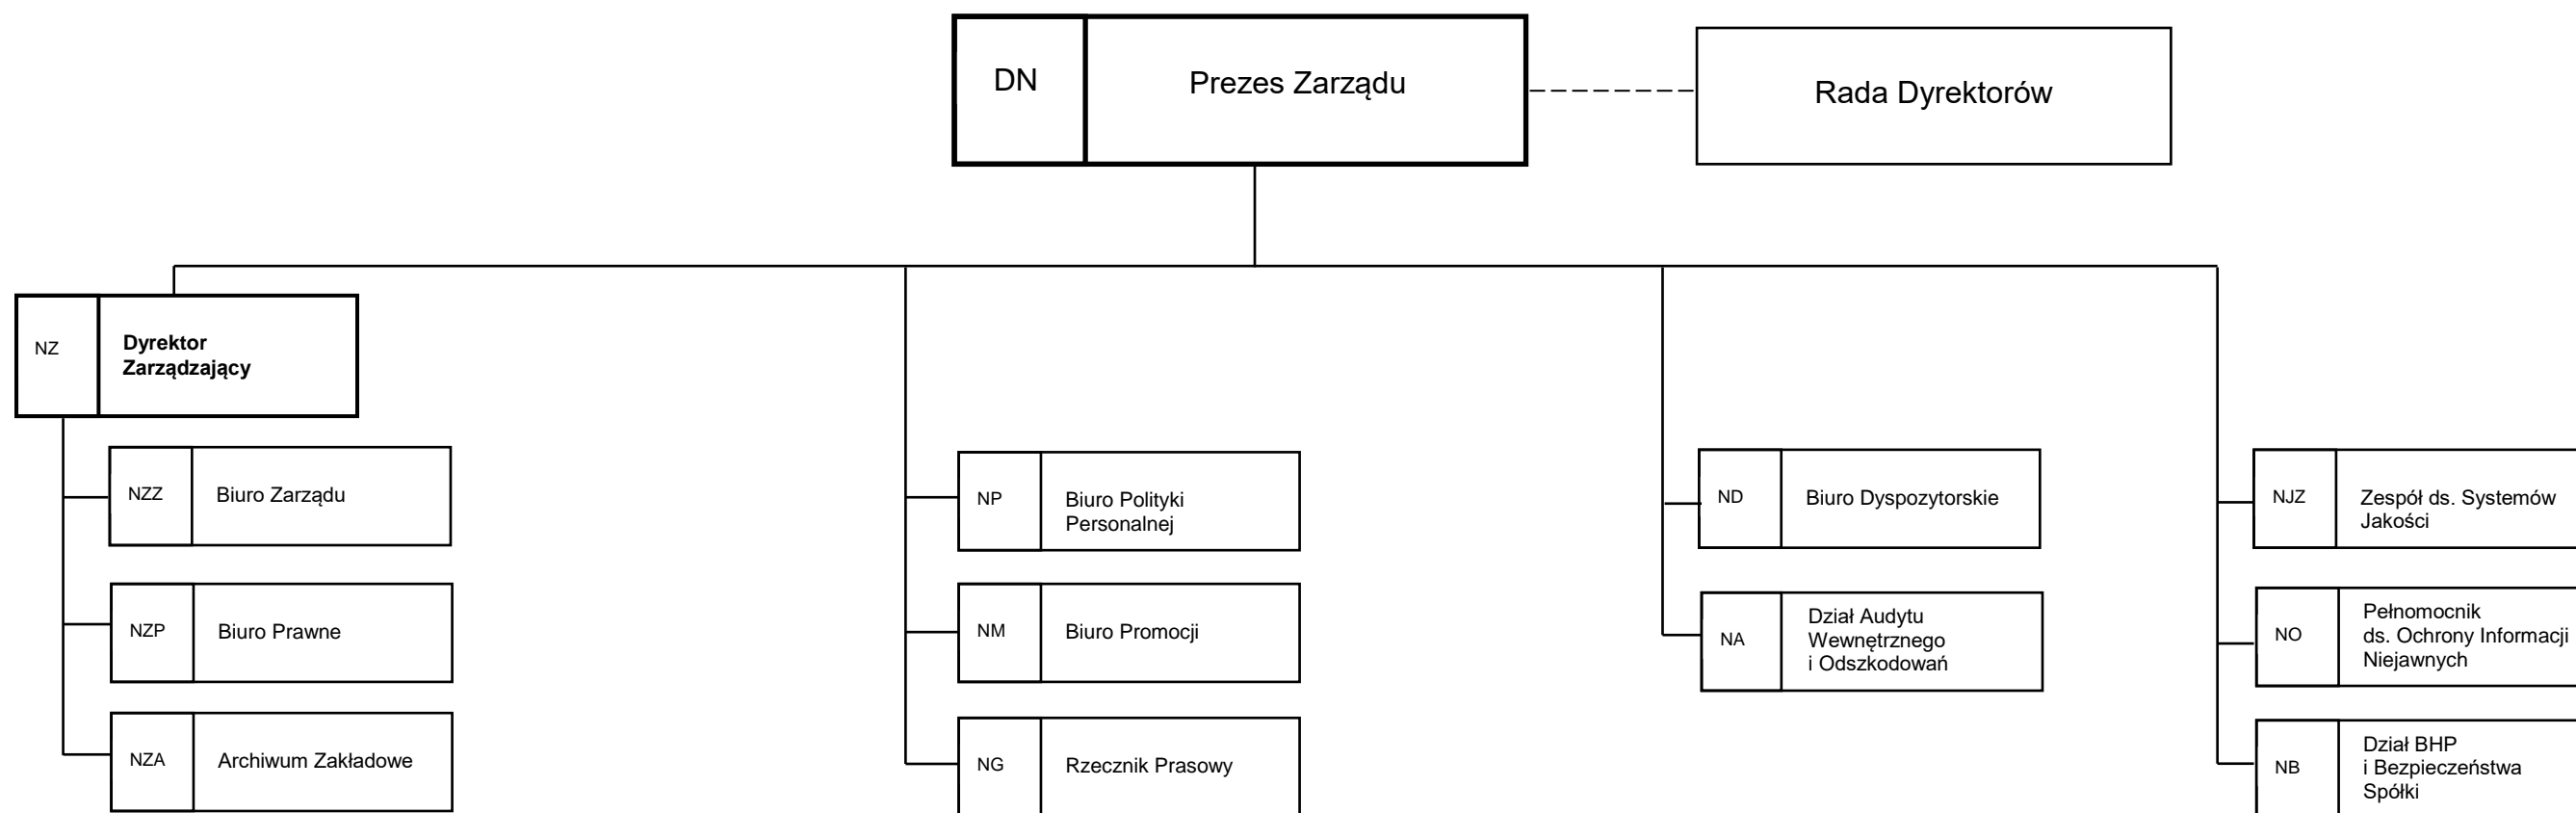 DN
Prezes Zarządu
Rada Dyrektorów
NZ
Dyrektor
Zarządzający
NZZ
Biuro Zarządu
NZP
Biuro Prawne
NZA
Archiwum Zakładowe
NP
Biuro Polityki
Personalnej
NM
Biuro Promocji
NG
Rzecznik Prasowy
ND
Biuro Dyspozytorskie
NA
Dział Audytu
Wewnętrznego
i Odszkodowań
NJZ
Zespół ds. Systemów
Jakości
NO
Pełnomocnik
ds. Ochrony Informacji
Niejawnych
NB
Dział BHP
i Bezpieczeństwa
Spółki